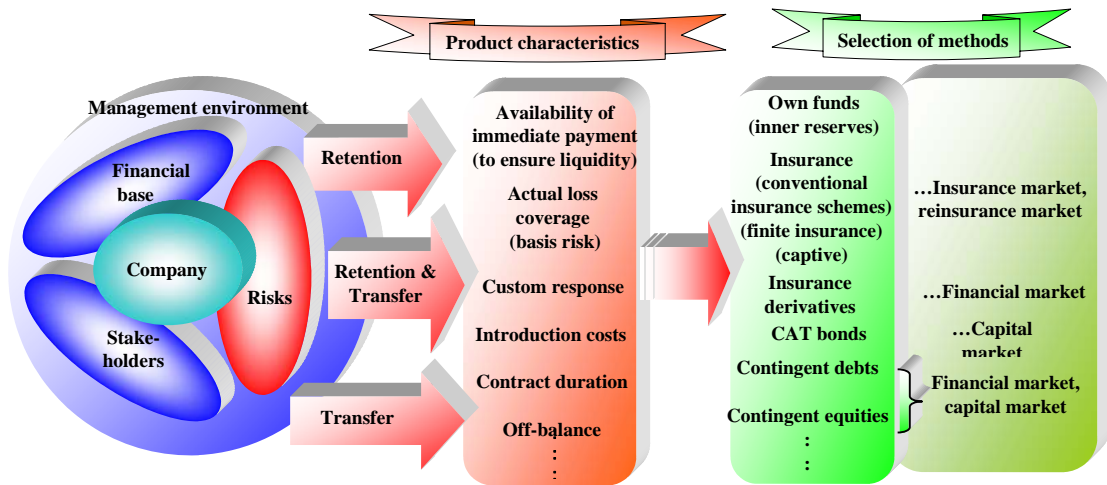 Product characteristics
Selection of methods
Management environment
Financial
base
Company
Risks
Stake-
holders
Retention
Retention &
Transfer
Transfer
Availability of
immediate payment
(to ensure liquidity)
Actual loss
coverage
(basis risk)
Custom response
Introduction costs
Contract duration
Off-balance
:
:
Own funds
(inner reserves)
Insurance
(conventional
insurance schemes)
(finite insurance)
(captive)
Insurance
derivatives
CAT bonds
Contingent debts
Contingent equities
:
:
…Insurance market,
reinsurance market
…Financial market
…Capital
market
Financial market,
capital market